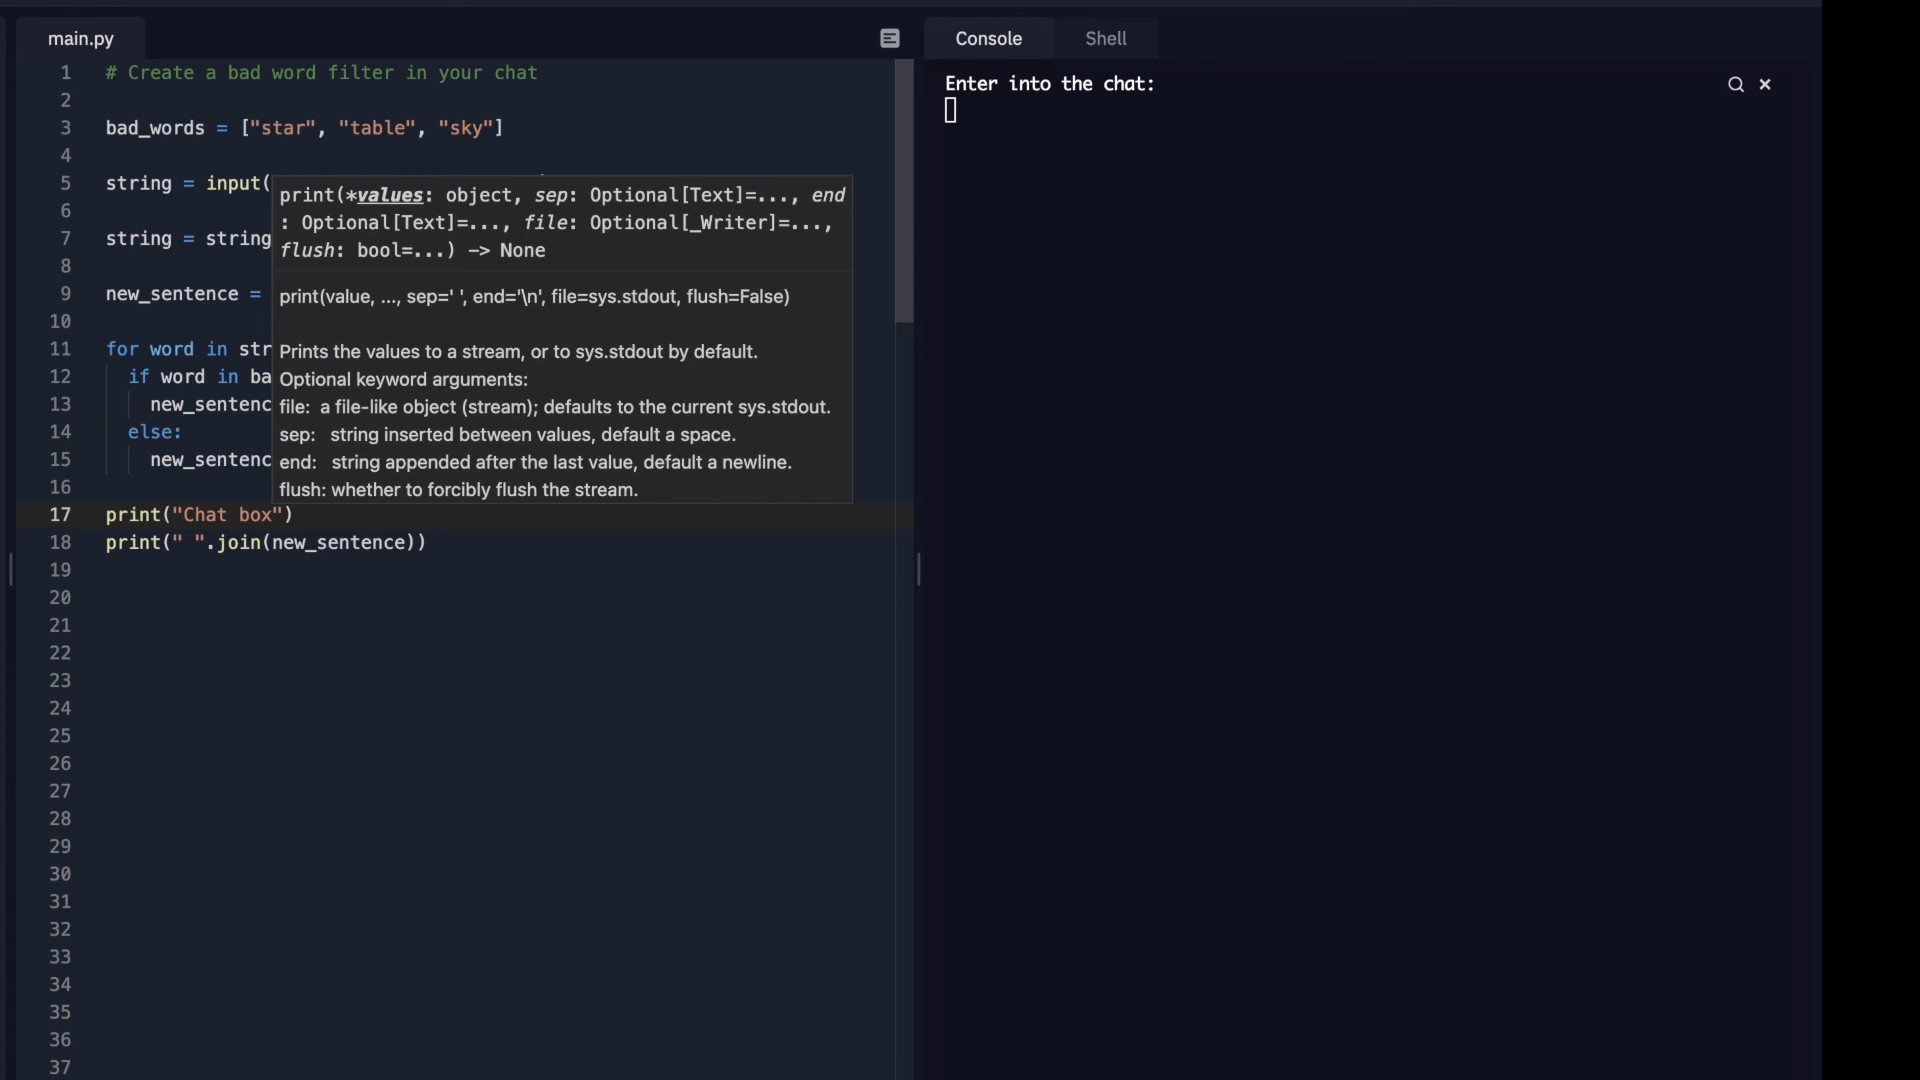 main.py
1 # Create a bad word filter in your chat
2
3 bad_words = ["star", "table", "sky"]
4
5 string = input(
6
7 string = string
8
9 new_sentence =
10
11 for word in str
12 if word in ba
13 new_sentenc
14 else:
15 new_sentenc
16
17 print("Chat box")
18 print(" ".join(new_sentence))
19
20
21
22
23
24
25
26
27
28
29
30
31
32
33
34
35
36
37
print(*values: object, sep: Optional[Text]=..., end
: Optional[Text]=..., file: Optional[_Writer]=...,
flush: bool=...) -> None
print(value, ..., sep=' ', end='\n', file=sys.stdout, flush=False)
Prints the values to a stream, or to sys.stdout by default.
Optional keyword arguments:
file: a file-like object (stream); defaults to the current sys.stdout.
sep: string inserted between values, default a space.
end: string appended after the last value, default a newline.
flush: whether to forcibly flush the stream.
Console Shell
Enter into the chat: